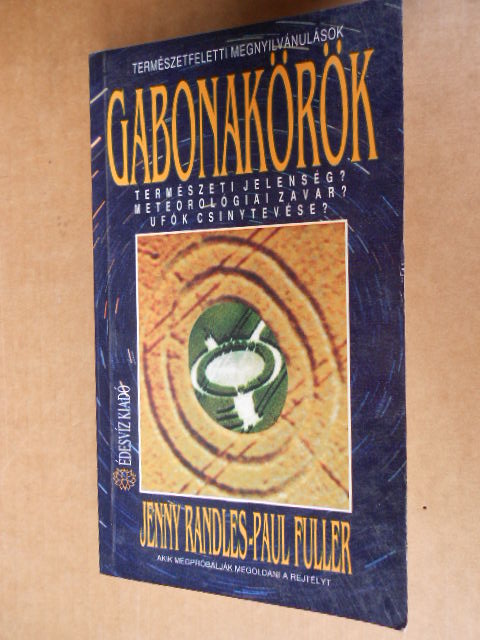 TERMÉSZETFELETTI MEGNYILVÁNULÁSOK
GABONAKÖRÖK
TERMÉSZETI JELENSÉG?
METEOROLÓGIAI ZAVAR?
UFÓK CSINYTEVÉSE?
ÉDESVÍZ KIADÓ
JENNY RANDLES-PAUL FULLER
AKIK MEGPRÓBÁLJÁK MEGOLDANI A REJTÉLYT